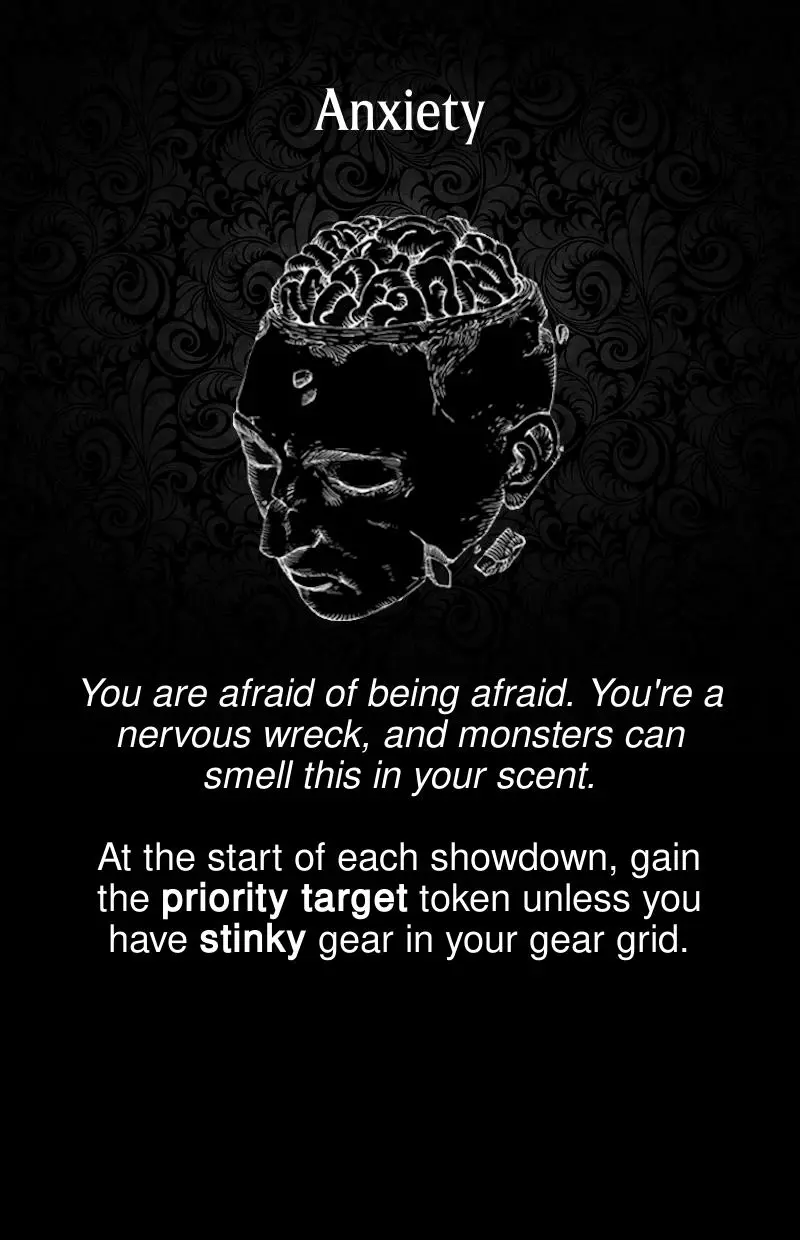 Anxiety
You are afraid of being afraid. You're a
nervous wreck, and monsters can
smell this in your scent.
At the start of each showdown, gain
the priority target token unless you
have stinky gear in your gear grid.